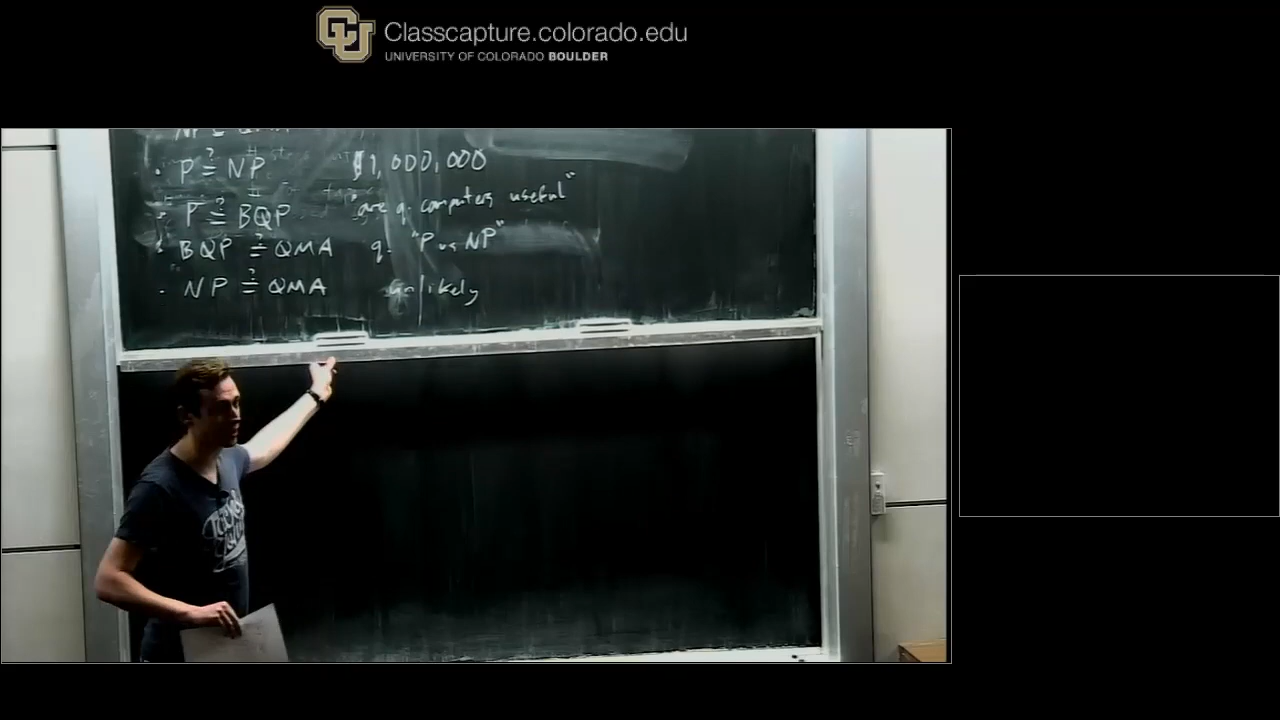 CU Classcapture.colorado.edu
UNIVERSITY OF COLORADO BOULDER
· P ≟ NP $1,000,000
· P ≟ BQP "are q. computers useful"
· BQP ≟ QMA q. "P vs NP"
· NP ≟ QMA unlikely